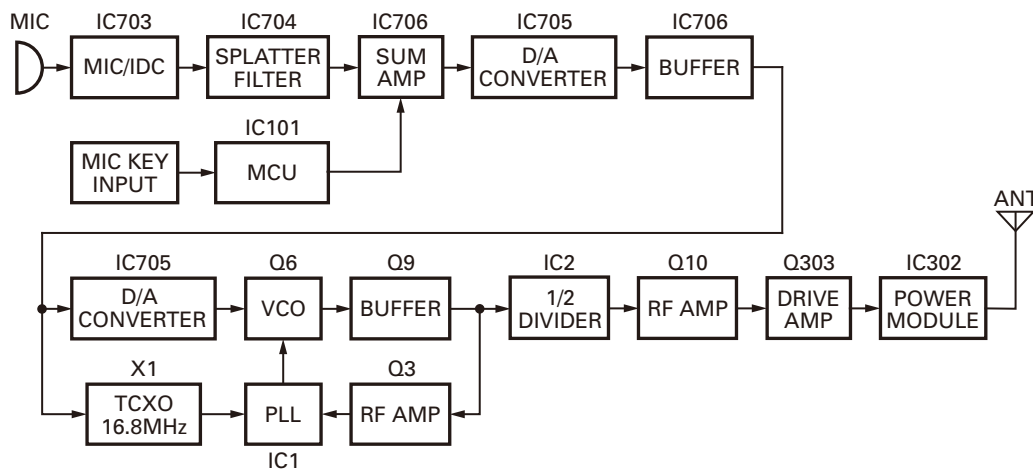 MIC
IC703
IC704
IC706
IC705
IC706
MIC/IDC
SPLATTER
FILTER
SUM
AMP
D/A
CONVERTER
BUFFER
IC101
MIC KEY
INPUT
MCU
ANT
IC705
Q6
Q9
IC2
Q10
Q303
IC302
D/A
CONVERTER
VCO
BUFFER
1/2
DIVIDER
RF AMP
DRIVE
AMP
POWER
MODULE
X1
Q3
TCXO
16.8MHz
PLL
RF AMP
IC1